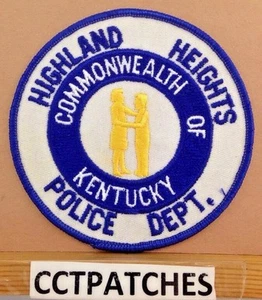 HIGHLAND HEIGHTS
COMMONWEALTH OF
KENTUCKY
POLICE DEPT.
CCTPATCHES